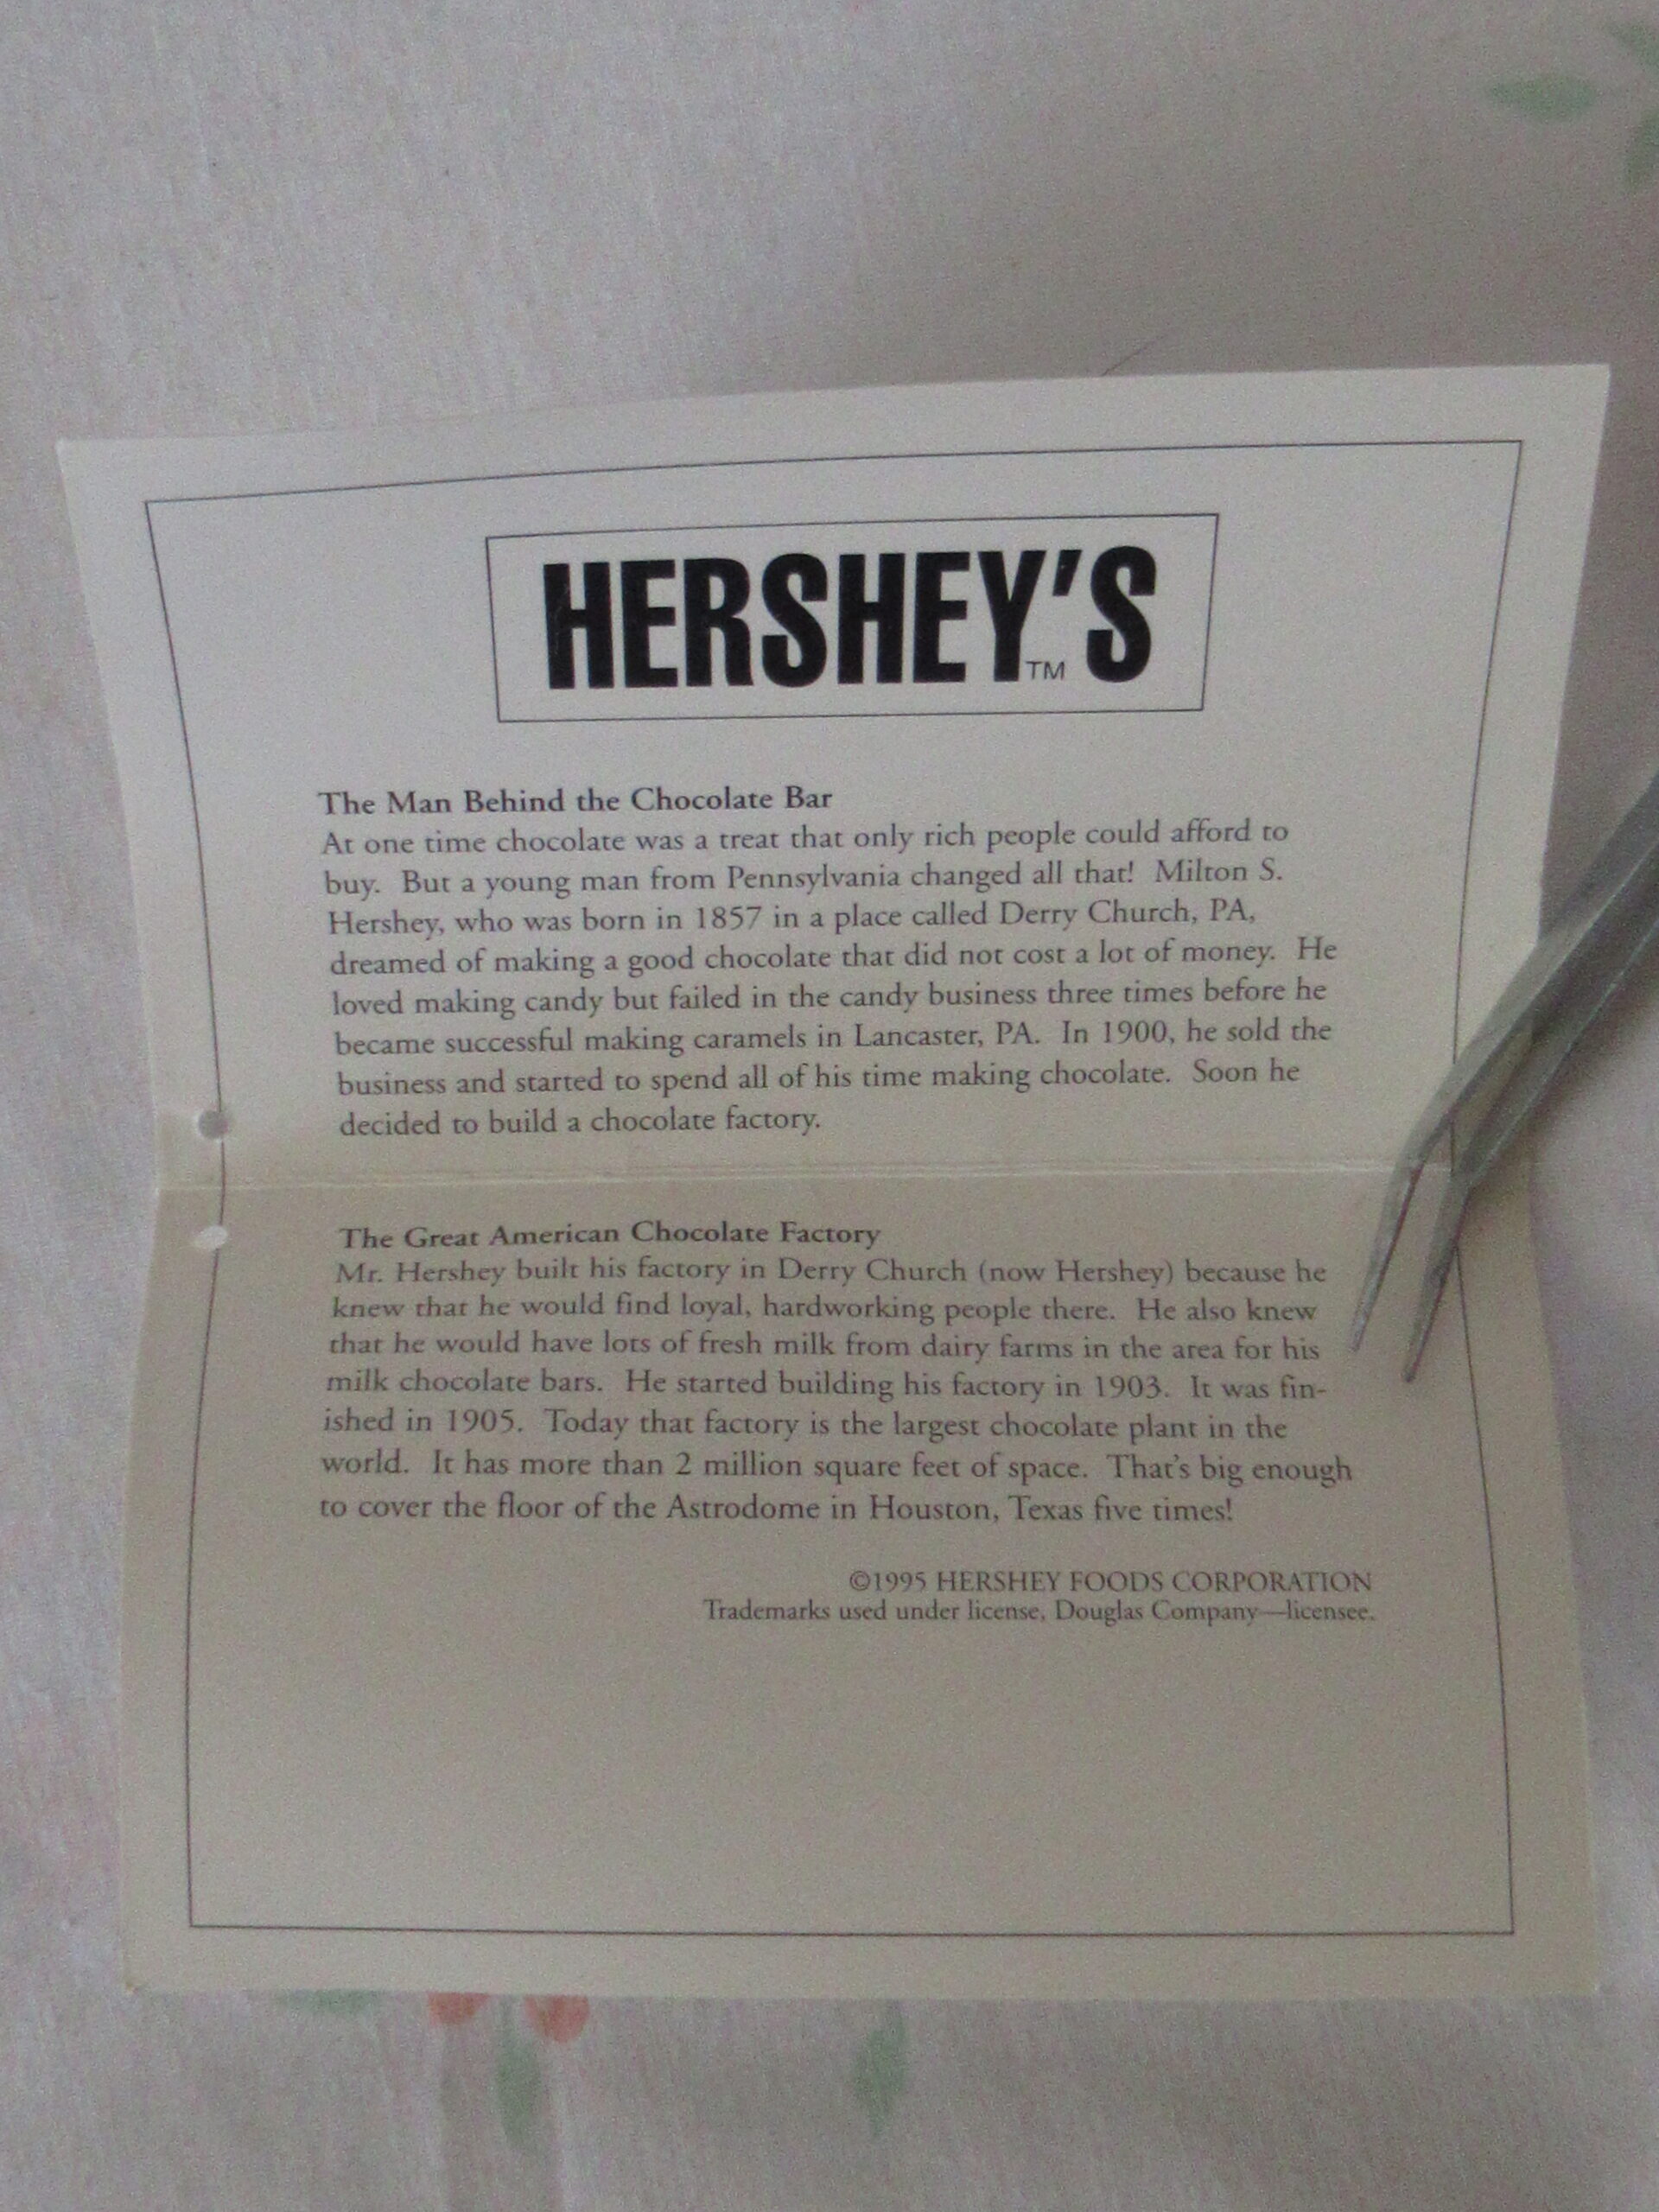 HERSHEY'S
TM
The Man Behind the Chocolate Bar
At one time chocolate was a treat that only rich people could afford to
buy. But a young man from Pennsylvania changed all that! Milton S.
Hershey, who was born in 1857 in a place called Derry Church, PA,
dreamed of making a good chocolate that did not cost a lot of money. He
loved making candy but failed in the candy business three times before he
became successful making caramels in Lancaster, PA. In 1900, he sold the
business and started to spend all of his time making chocolate. Soon he
decided to build a chocolate factory.
The Great American Chocolate Factory
Mr. Hershey built his factory in Derry Church (now Hershey) because he
knew that he would find loyal, hardworking people there. He also knew
that he would have lots of fresh milk from dairy farms in the area for his
milk chocolate bars. He started building his factory in 1903. It was fin-
ished in 1905. Today that factory is the largest chocolate plant in the
world. It has more than 2 million square feet of space. That's big enough
to cover the floor of the Astrodome in Houston, Texas five times!
©1995 HERSHEY FOODS CORPORATION
Trademarks used under license, Douglas Company—licensee.